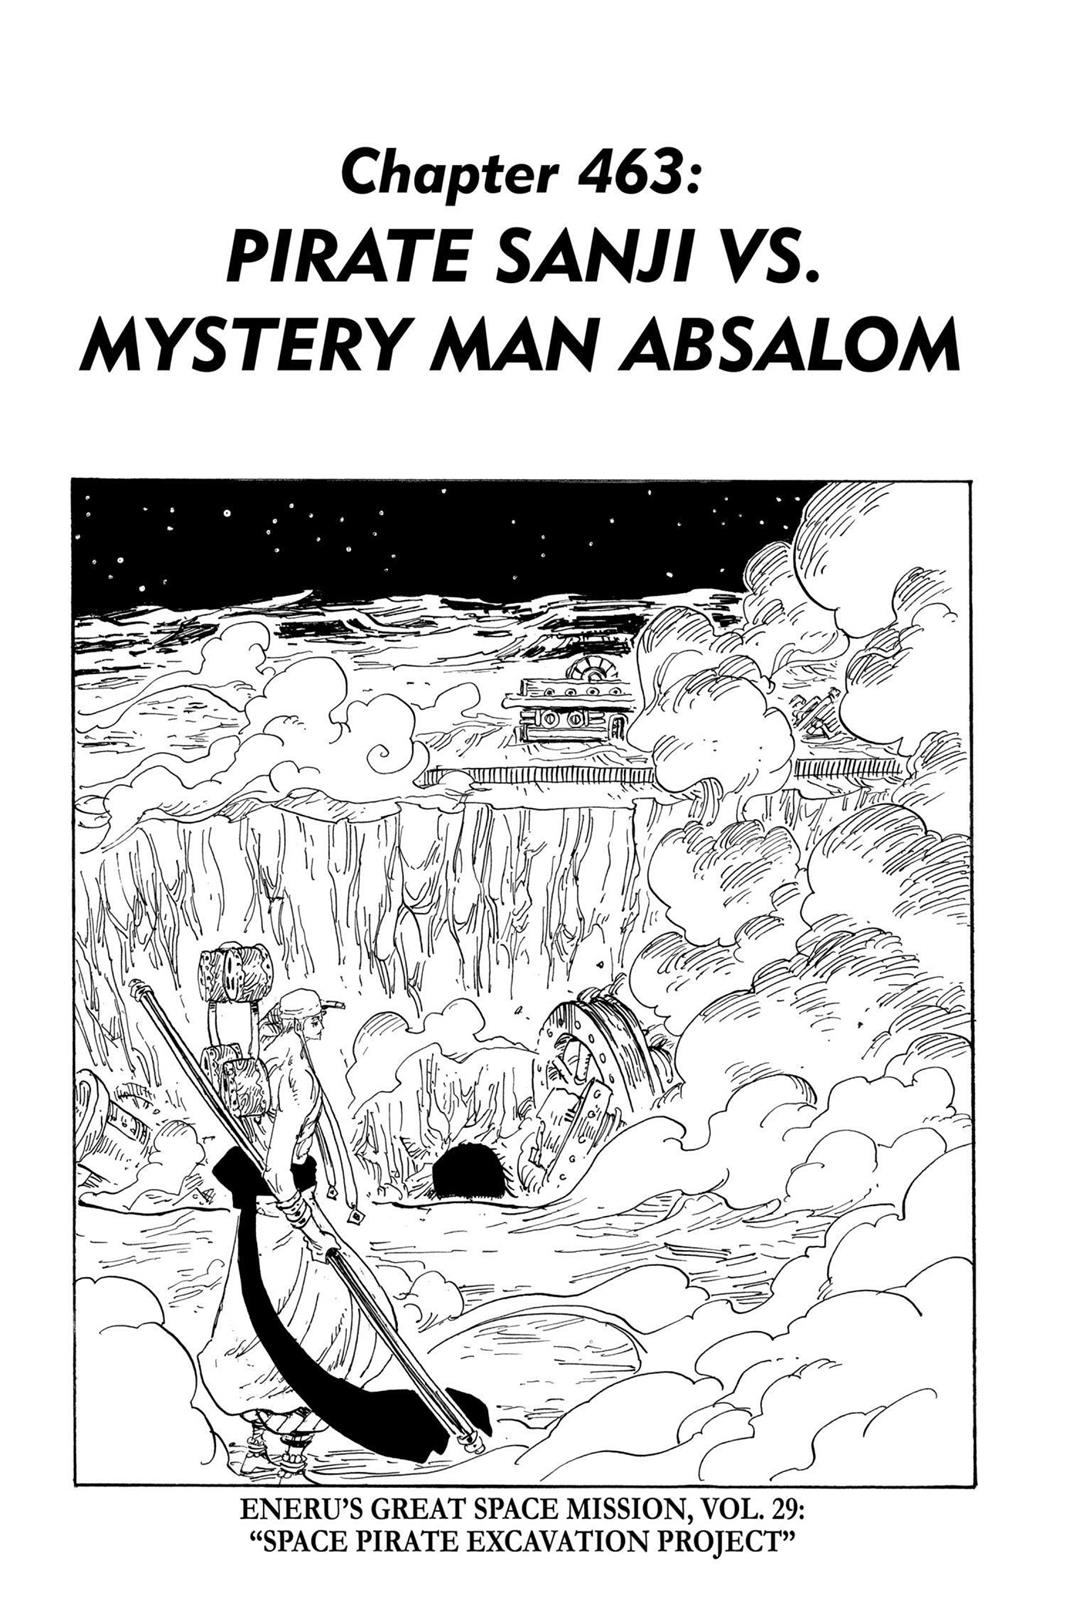 Chapter 463:
PIRATE SANJI VS.
MYSTERY MAN ABSALOM
ENERU'S GREAT SPACE MISSION, VOL. 29:
“SPACE PIRATE EXCAVATION PROJECT”